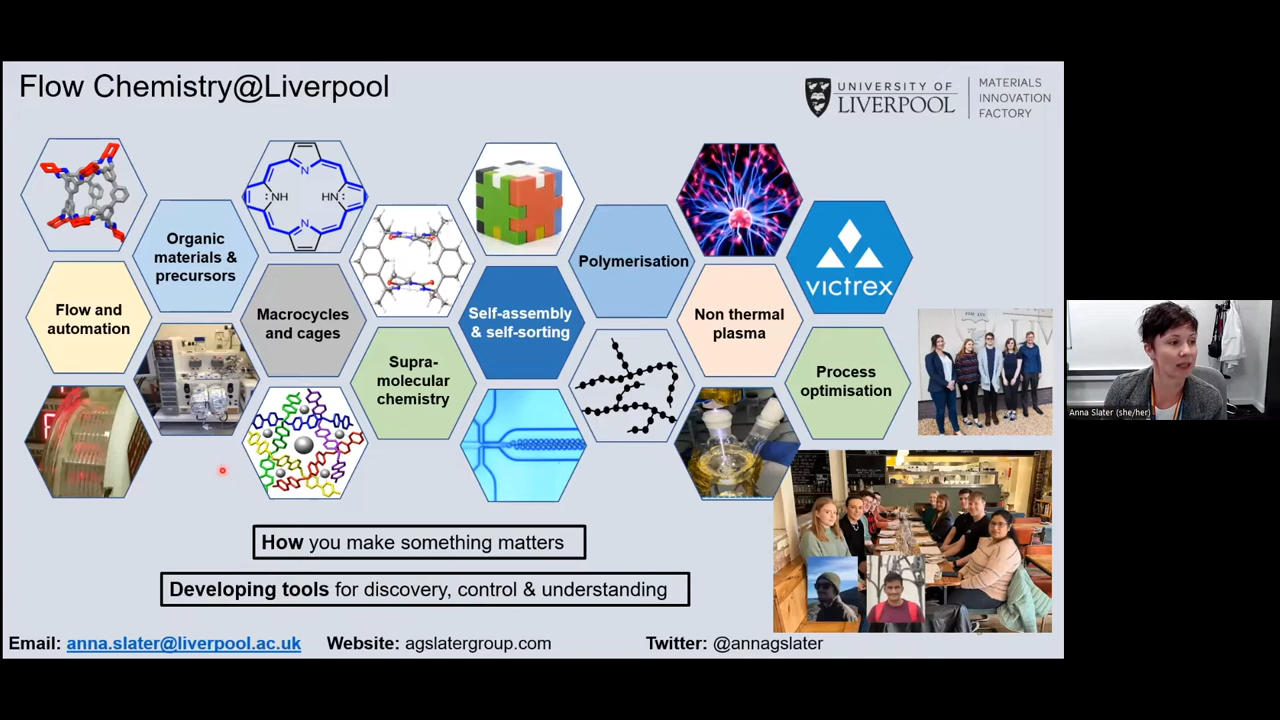 Flow Chemistry@Liverpool
UNIVERSITY OF
LIVERPOOL
MATERIALS
INNOVATION
FACTORY
N
:NH
HN:
N
Organic
materials &
precursors
Polymerisation
victrex
Flow and
automation
Macrocycles
and cages
Self-assembly
& self-sorting
Non thermal
plasma
Supra-
molecular
chemistry
Process
optimisation
How you make something matters
Developing tools for discovery, control & understanding
Email: anna.slater@liverpool.ac.uk Website: agslatergroup.com Twitter: @annagslater
Anna Slater (she/her)